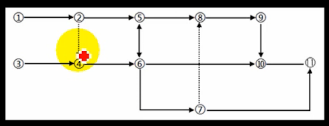 ① ② ⑤ ⑧ ⑨
③ ④ ⑥ ⑩ ⑪
⑦